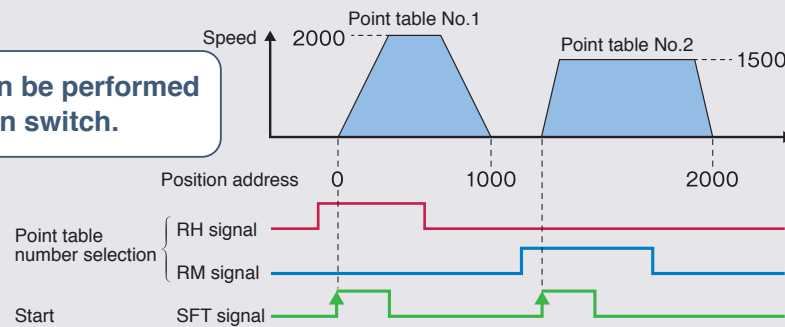 Point table No.1
Speed 2000
Point table No.2
1500
n be performed
n switch.
Position address 0 1000 2000
Point table
number selection
RH signal
RM signal
Start SFT signal